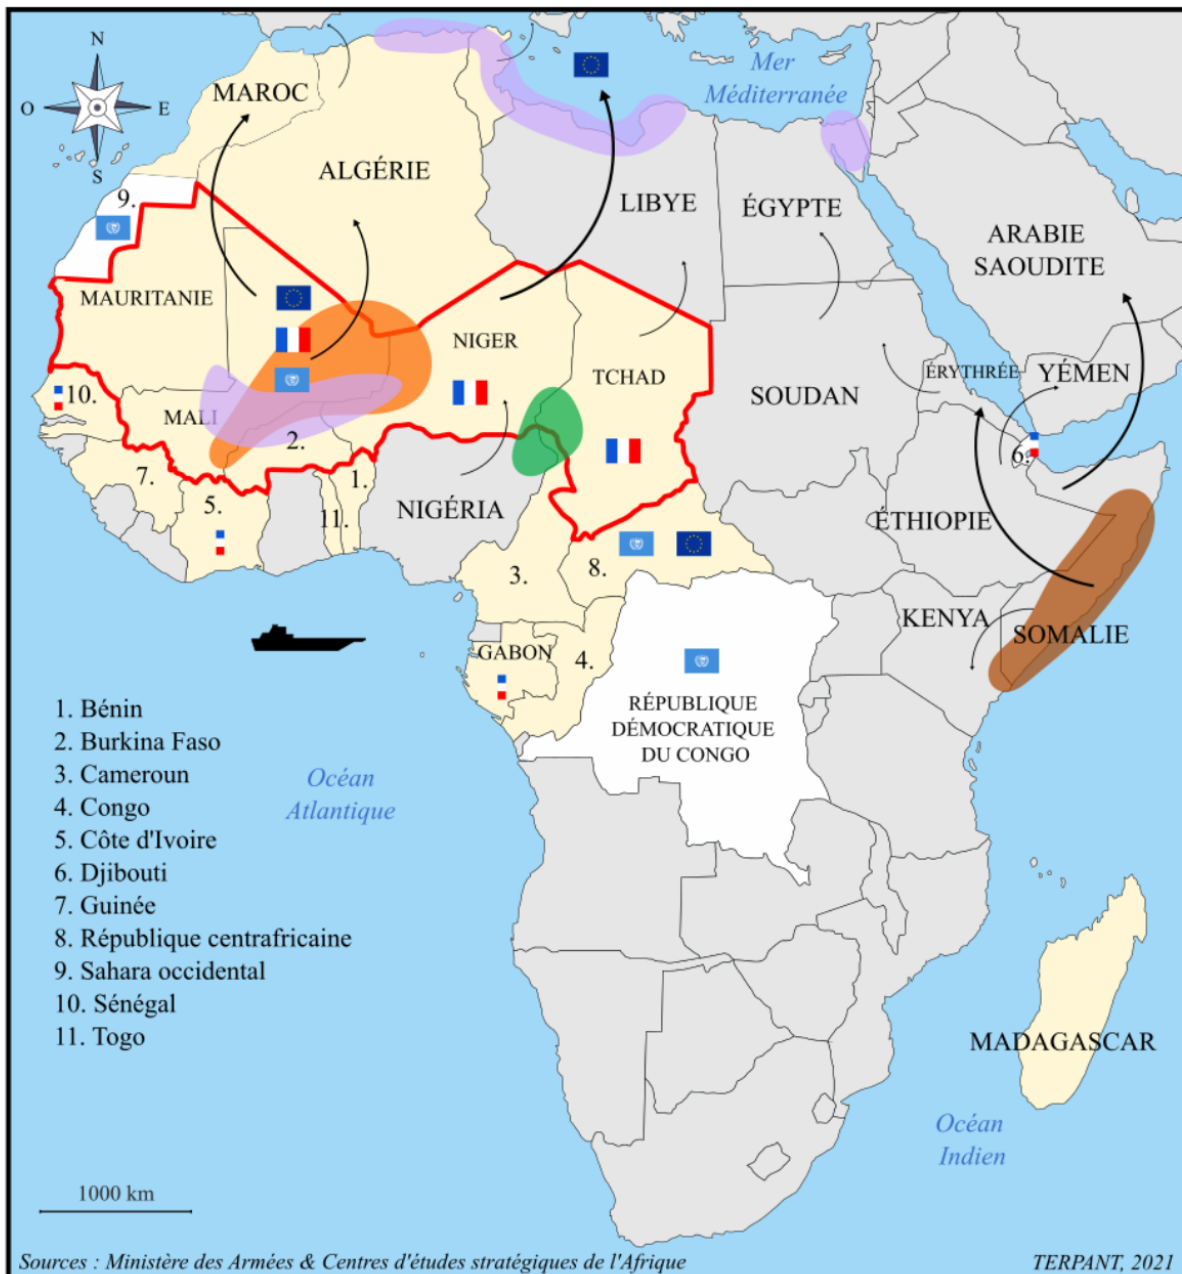 N
O
E
S
Mer
Méditerranée
MAROC
ALGÉRIE
LIBYE
ÉGYPTE
ARABIE
SAOUDITE
9.
MAURITANIE
NIGER
TCHAD
ÉRYTHRÉE
YÉMEN
SOUDAN
10.
MALI
2.
6.
7.
1.
5.
11.
NIGÉRIA
ÉTHIOPIE
3.
8.
KENYA
SOMALIE
GABON
4.
RÉPUBLIQUE
DÉMOCRATIQUE
DU CONGO
1. Bénin
2. Burkina Faso
3. Cameroun
4. Congo
5. Côte d'Ivoire
6. Djibouti
7. Guinée
8. République centrafricaine
9. Sahara occidental
10. Sénégal
11. Togo
Océan
Atlantique
MADAGASCAR
Océan
Indien
1000 km
Sources : Ministère des Armées & Centres d'études stratégiques de l'Afrique
TERPANT, 2021